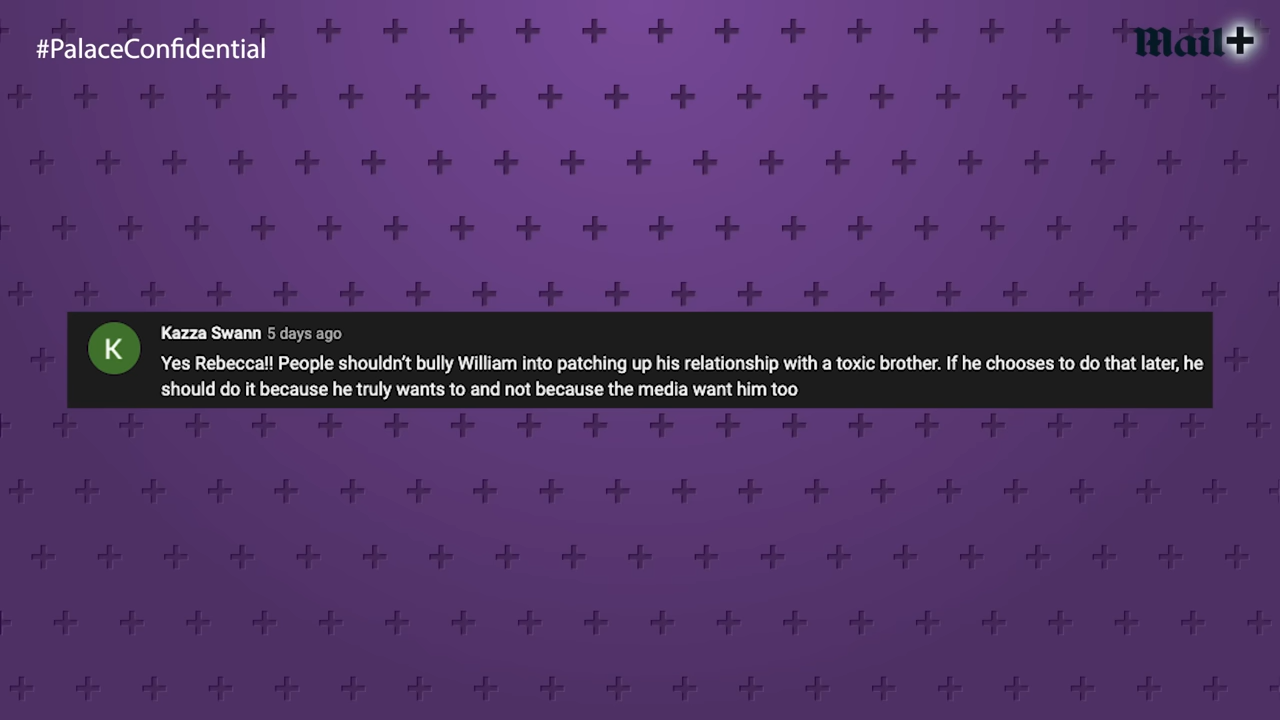 #PalaceConfidential
Mail+
K
Kazza Swann 5 days ago
Yes Rebecca!! People shouldn't bully William into patching up his relationship with a toxic brother. If he chooses to do that later, he
should do it because he truly wants to and not because the media want him too